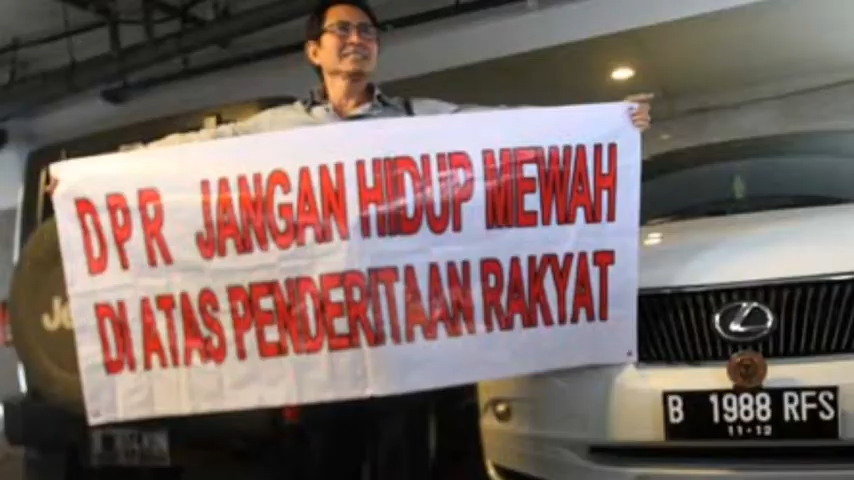 DPR JANGAN HIDUP MEWAH
DI ATAS PENDERITAAN RAKYAT
B 1988 RFS
11-12